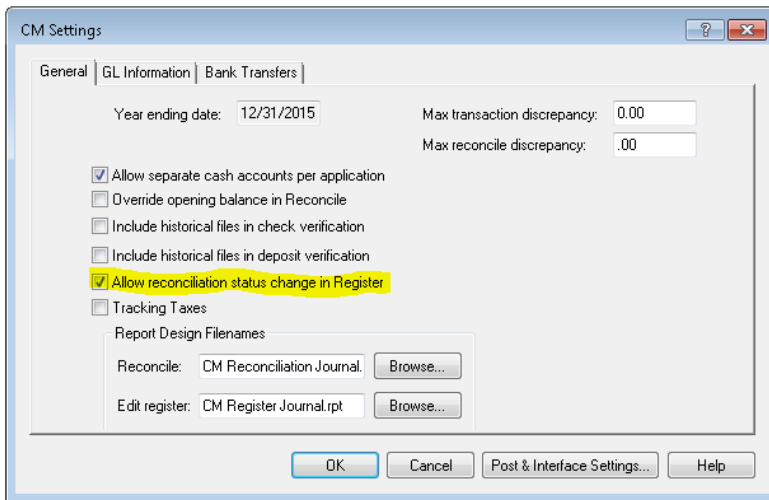 CM Settings
General GL Information Bank Transfers
Year ending date: 12/31/2015 Max transaction discrepancy: 0.00
Max reconcile discrepancy: .00
Allow separate cash accounts per application
Override opening balance in Reconcile
Include historical files in check verification
Include historical files in deposit verification
Allow reconciliation status change in Register
Tracking Taxes
Report Design Filenames
Reconcile: CM Reconciliation Journal. Browse...
Edit register: CM Register Journal.rpt Browse...
OK Cancel Post & Interface Settings... Help